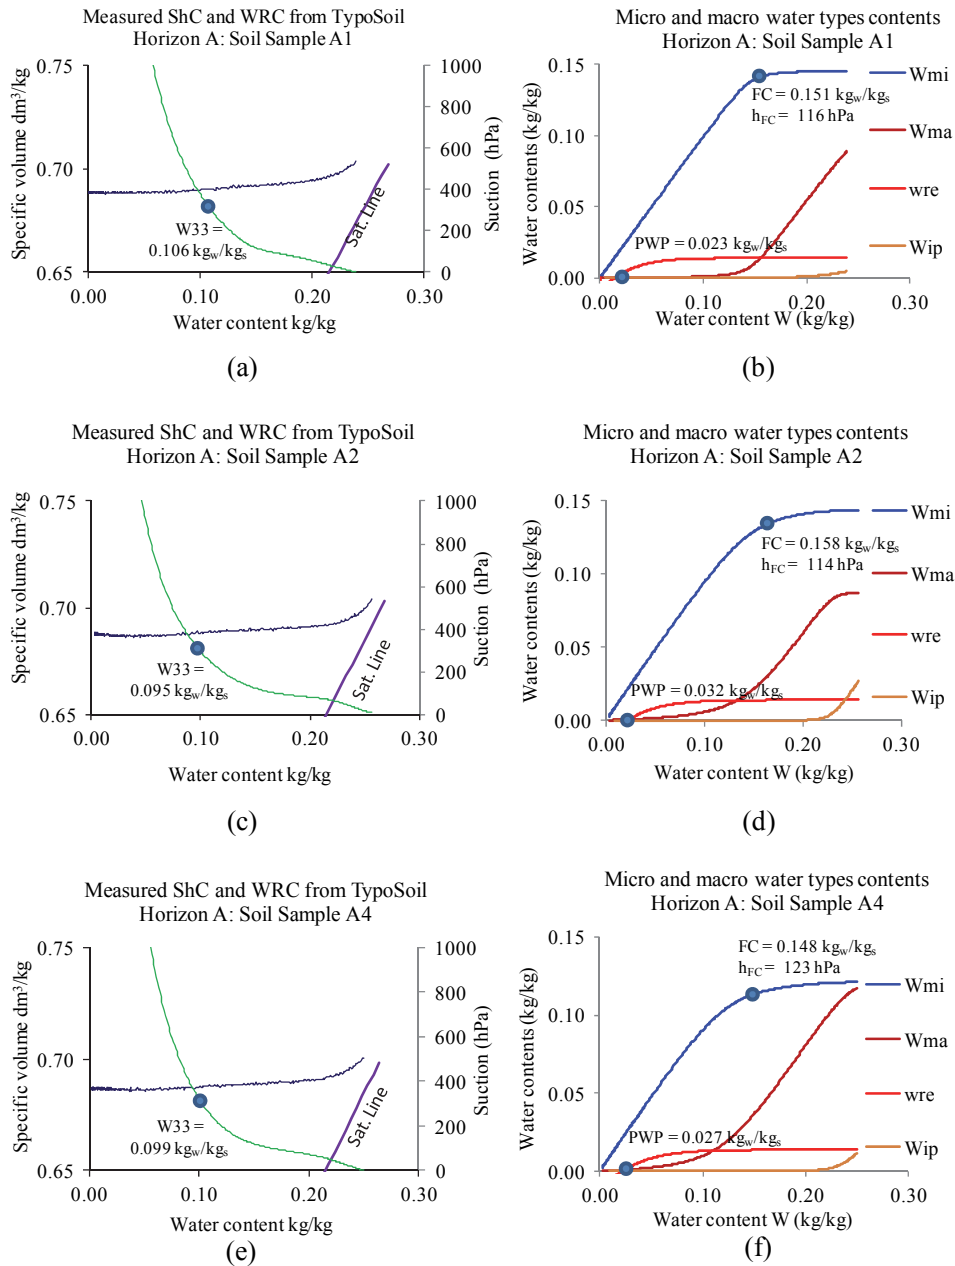 Measured ShC and WRC from TypoSoil
Horizon A: Soil Sample A1
0.75
0.70
0.65
Specific volume dm³/kg
1000
800
600
400
200
0
Suction (hPa)
W33 =
0.106 kgw/kgs
Sat. Line
0.00 0.10 0.20 0.30
Water content kg/kg
(a)
Micro and macro water types contents
Horizon A: Soil Sample A1
0.15
0.10
0.05
0.00
Water contents (kg/kg)
FC = 0.151 kgw/kgs
hFC = 116 hPa
PWP = 0.023 kgw/kgs
Wmi
Wma
wre
Wip
0.00 0.10 0.20 0.30
Water content W (kg/kg)
(b)
Measured ShC and WRC from TypoSoil
Horizon A: Soil Sample A2
0.75
0.70
0.65
Specific volume dm³/kg
1000
800
600
400
200
0
Suction (hPa)
W33 =
0.095 kgw/kgs
Sat. Line
0.00 0.10 0.20 0.30
Water content kg/kg
(c)
Micro and macro water types contents
Horizon A: Soil Sample A2
0.15
0.10
0.05
0.00
Water contents (kg/kg)
FC = 0.158 kgw/kgs
hFC = 114 hPa
PWP = 0.032 kgw/kgs
Wmi
Wma
wre
Wip
0.00 0.10 0.20 0.30
Water content W (kg/kg)
(d)
Measured ShC and WRC from TypoSoil
Horizon A: Soil Sample A4
0.75
0.70
0.65
Specific volume dm³/kg
1000
800
600
400
200
0
Suction (hPa)
W33 =
0.099 kgw/kgs
Sat. Line
0.00 0.10 0.20 0.30
Water content kg/kg
(e)
Micro and macro water types contents
Horizon A: Soil Sample A4
0.15
0.10
0.05
0.00
Water contents (kg/kg)
FC = 0.148 kgw/kgs
hFC = 123 hPa
PWP = 0.027 kgw/kgs
Wmi
Wma
wre
Wip
0.00 0.10 0.20 0.30
Water content W (kg/kg)
(f)